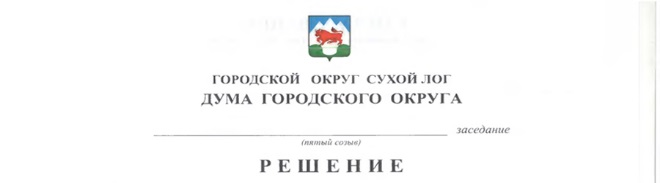 ГОРОДСКОЙ ОКРУГ СУХОЙ ЛОГ
ДУМА ГОРОДСКОГО ОКРУГА
заседание
(пятый созыв)
РЕШЕНИЕ